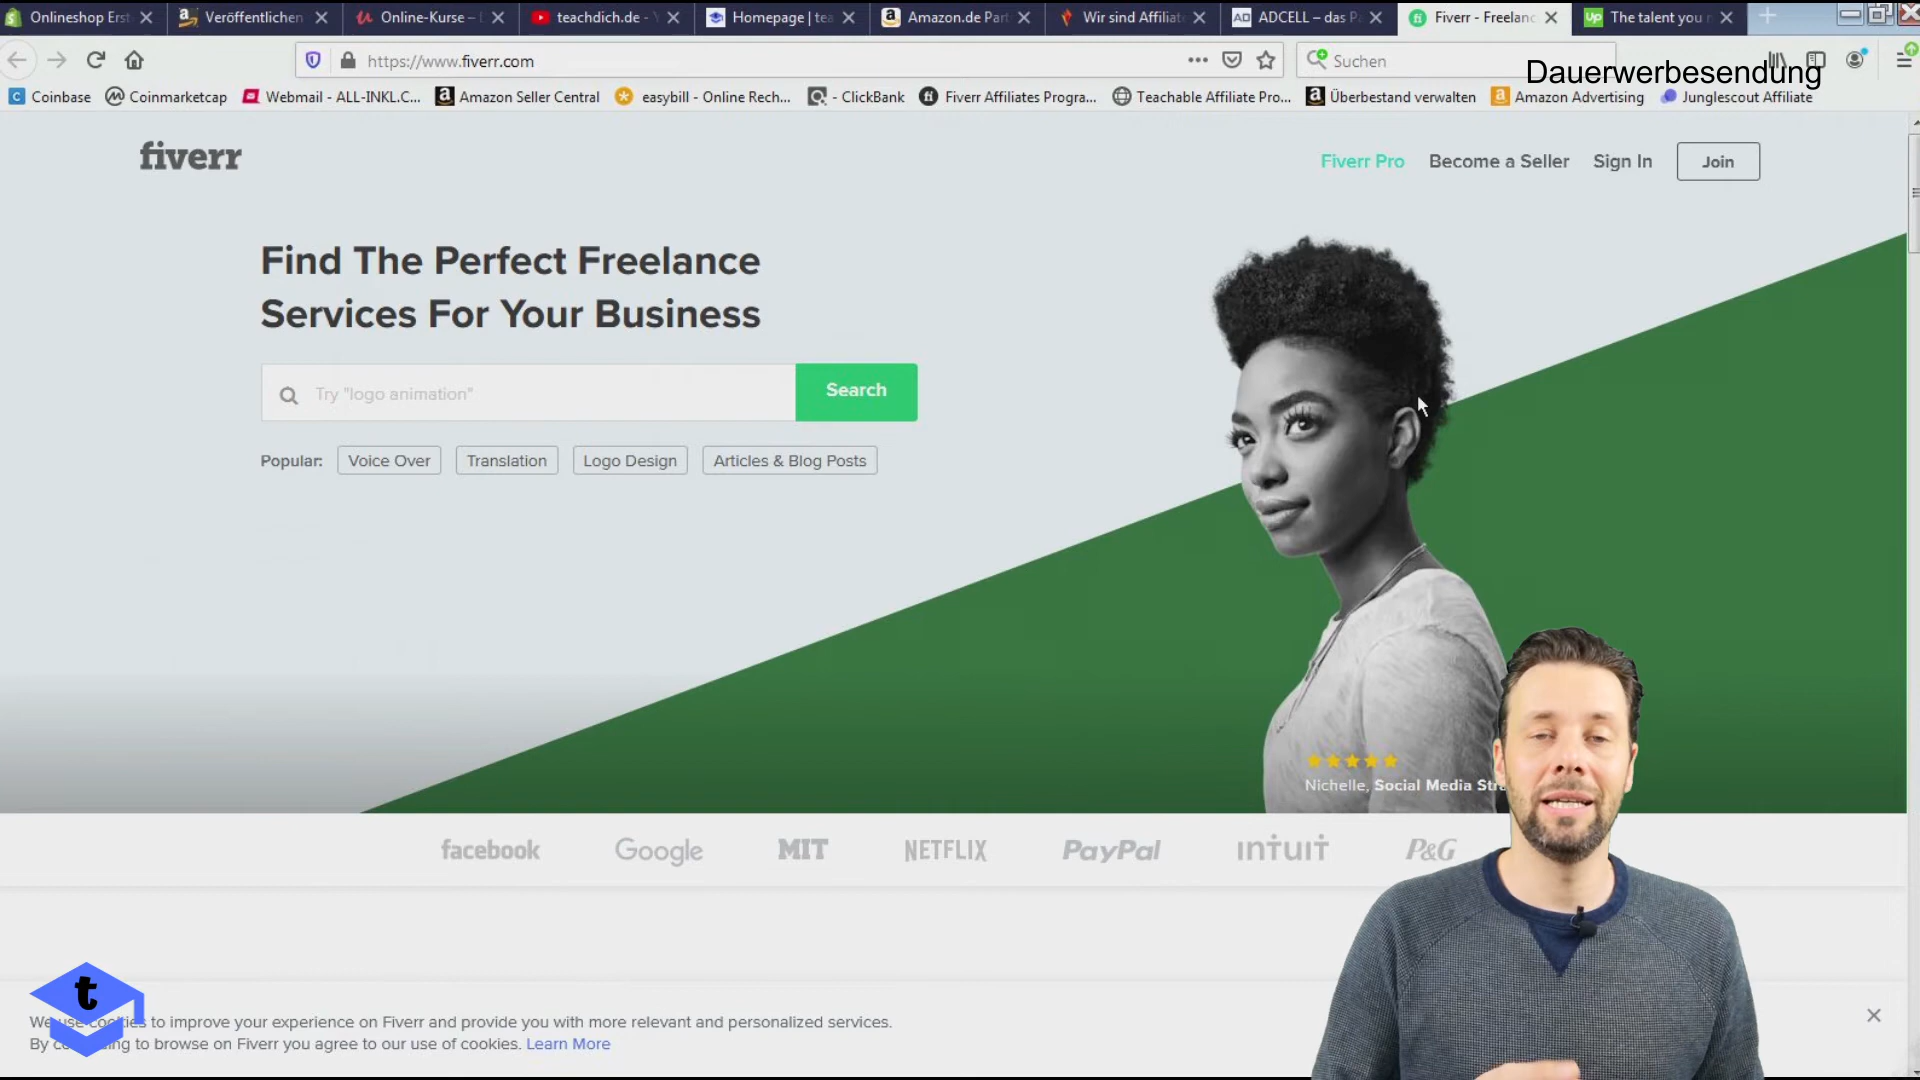 Onlineshop Erst
Veröffentlichen
Online-Kurse –
teachdich.de -
Homepage | tea
Amazon.de Part
Wir sind Affiliat
ADCELL – das P
Fiverr - Freelanc
The talent you
https://www.fiverr.com
Suchen
Dauerwerbesendung
Coinbase
Coinmarketcap
Webmail - ALL-INKL.C...
Amazon Seller Central
easybill - Online Rech...
- ClickBank
Fiverr Affiliates Progra...
Teachable Affiliate Pro...
Überbestand verwalten
Amazon Advertising
Junglescout Affiliate
fiverr
Fiverr Pro
Become a Seller
Sign In
Join
Find The Perfect Freelance
Services For Your Business
Try "logo animation"
Search
Popular:
Voice Over
Translation
Logo Design
Articles & Blog Posts
Nichelle, Social Media Str
facebook
Google
MIT
NETFLIX
PayPal
intuit
P&G
t
We use cookies to improve your experience on Fiverr and provide you with more relevant and personalized services.
By co ing to browse on Fiverr you agree to our use of cookies. Learn More